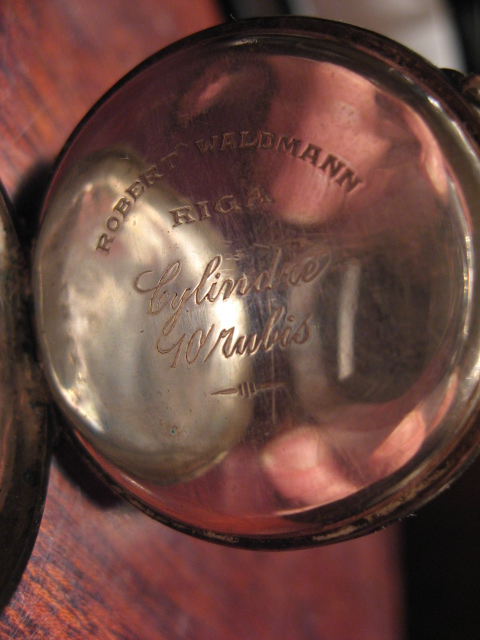 ROBERT WALDMANN
RIGA
Cylindre
10 rubis